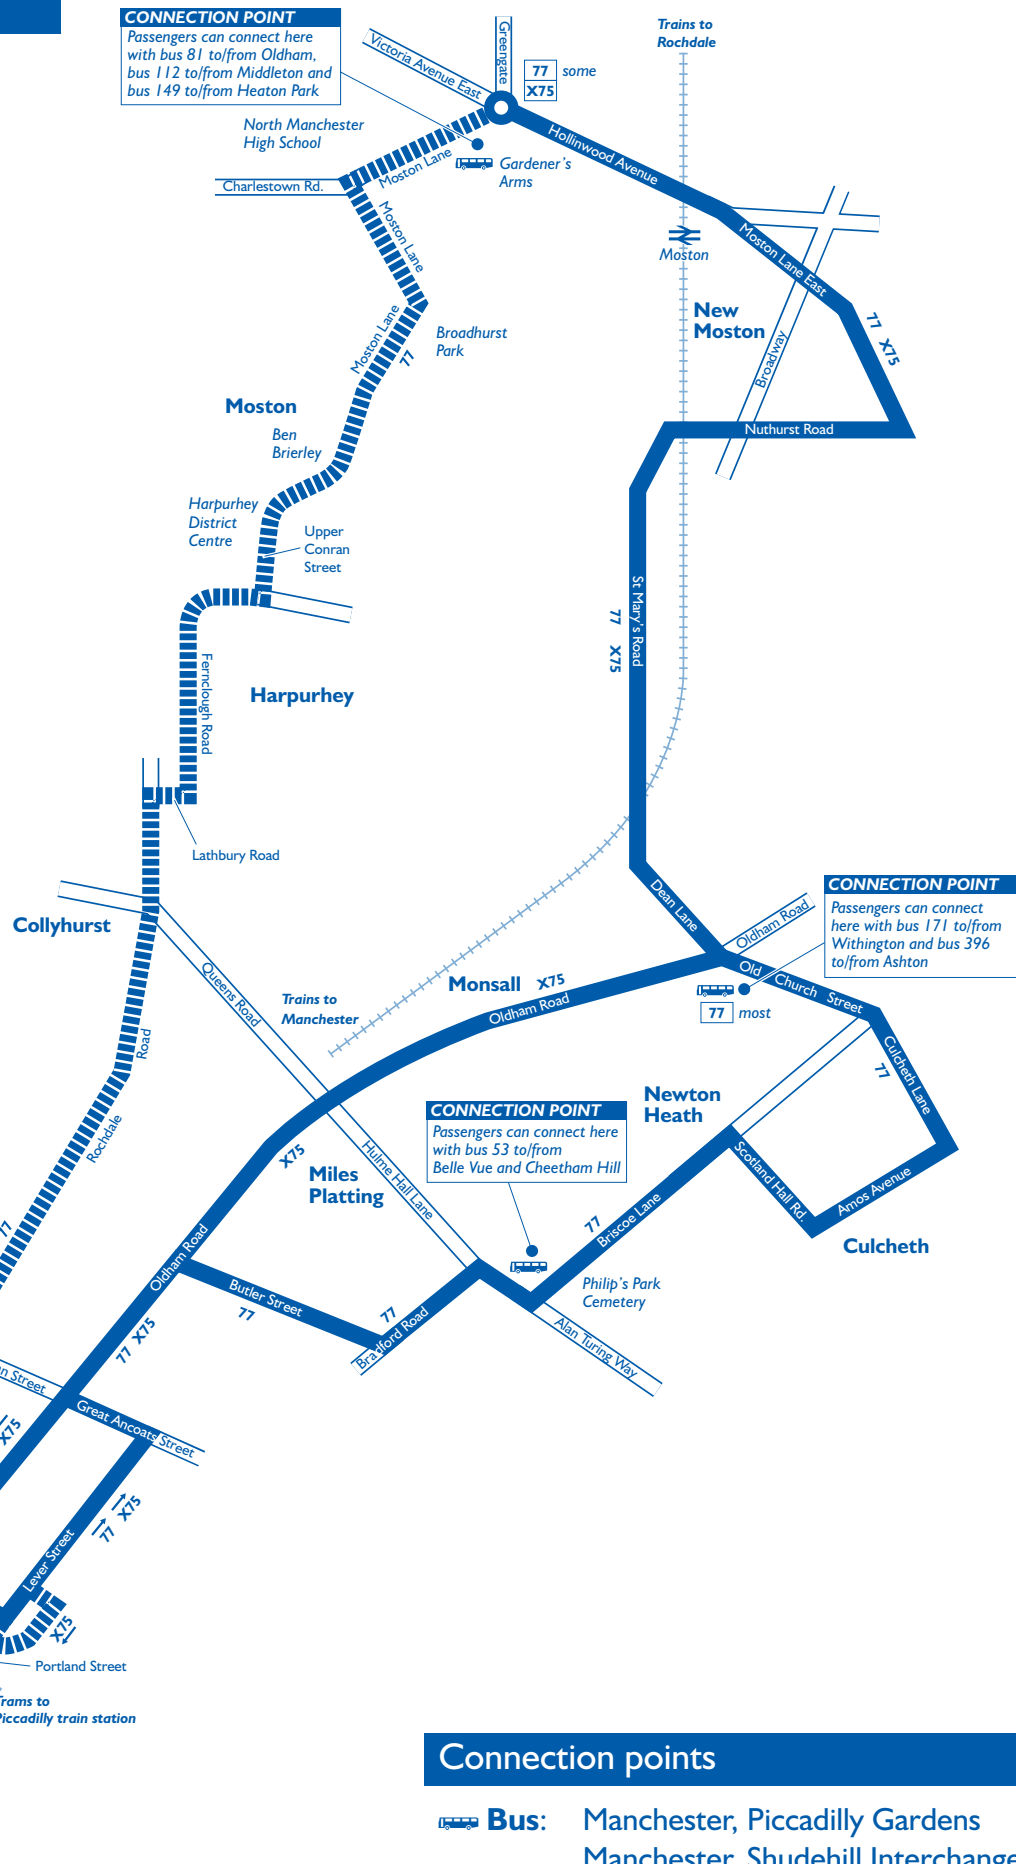 CONNECTION POINT
Passengers can connect here
with bus 81 to/from Oldham,
bus 112 to/from Middleton and
bus 149 to/from Heaton Park
Victoria Avenue East
Greengate
77 some
X75
Trains to
Rochdale
North Manchester
High School
Moston Lane
Gardener's
Arms
Hollinwood Avenue
Charlestown Rd.
Moston Lane
Moston
Moston Lane East
New
Moston
77 X75
Broadway
Nuthurst Road
Moston Lane
77
Broadhurst
Park
Moston
Ben
Brierley
Harpurhey
District
Centre
Upper
Conran
Street
St Mary's Road
77 X75
Fernclough Road
Harpurhey
Lathbury Road
Collyhurst
Queens Road
Trains to
Manchester
Monsall
X75
Oldham Road
Dean Lane
Oldham Road
CONNECTION POINT
Passengers can connect
here with bus 171 to/from
Withington and bus 396
to/from Ashton
Old Church Street
77 most
Culcheth Lane
77
Newton
Heath
CONNECTION POINT
Passengers can connect here
with bus 53 to/from
Belle Vue and Cheetham Hill
Road
Rochdale
77
X75
Miles
Platting
Hulme Hall Lane
Scotland Hall Rd.
Amos Avenue
Culcheth
77
Briscoe Lane
Philip's Park
Cemetery
Alan Turing Way
Oldham Road
Butler Street
77
77
Bradford Road
77 X75
n Street
Great Ancoats Street
X75
77 X75
Lever Street
X75
Portland Street
Trams to
Piccadilly train station
Connection points
Bus: Manchester, Piccadilly Gardens
Manchester, Shudehill Interchange